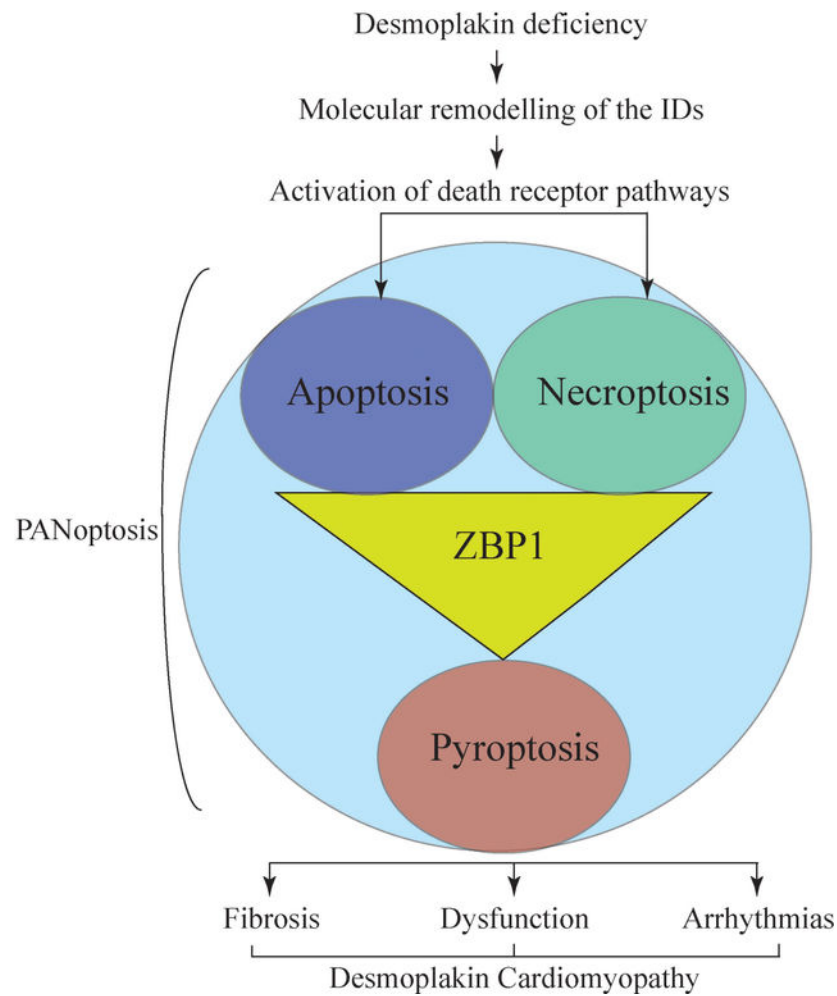 Desmoplakin deficiency
Molecular remodelling of the IDs
Activation of death receptor pathways
Apoptosis
Necroptosis
PANoptosis
ZBP1
Pyroptosis
Fibrosis
Dysfunction
Arrhythmias
Desmoplakin Cardiomyopathy